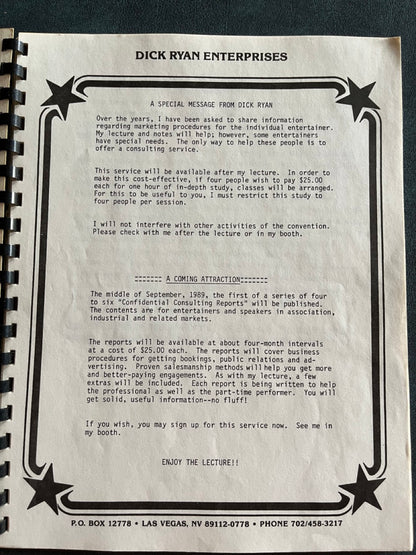 DICK RYAN ENTERPRISES
A SPECIAL MESSAGE FROM DICK RYAN
Over the years, I have been asked to share information
regarding marketing procedures for the individual entertainer.
My lecture and notes will help; however, some entertainers
have special needs. The only way to help these people is to
offer a consulting service.
This service will be available after my lecture. In order to
make this cost-effective, if four people wish to pay $25.00
each for one hour of in-depth study, classes will be arranged.
For this to be useful to you, I must restrict this study to
four people per session.
I will not interfere with other activities of the convention.
Please check with me after the lecture or in my booth.
======= A COMING ATTRACTION=======
The middle of September, 1989, the first of a series of four
to six "Confidential Consulting Reports" will be published.
The contents are for entertainers and speakers in association,
industrial and related markets.
The reports will be available at about four-month intervals
at a cost of $25.00 each. The reports will cover business
procedures for getting bookings, public relations and ad-
vertising. Proven salesmanship methods will help you get more
and better-paying engagements. As with my lecture, a few
extras will be included. Each report is being written to help
the professional as well as the part-time performer. You will
get solid, useful information--no fluff!
If you wish, you may sign up for this service now. See me in
my booth.
ENJOY THE LECTURE!!
P.O. BOX 12778 • LAS VEGAS, NV 89112-0778 • PHONE 702/458-3217